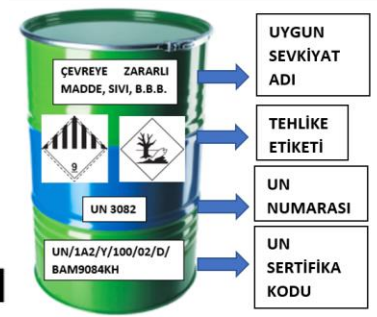 ÇEVREYE ZARARLI
MADDE, SIVI, B.B.B.
9
UN 3082
UN/1A2/Y/100/02/D/
BAM9084KH
UYGUN
SEVKİYAT
ADI
TEHLİKE
ETİKETİ
UN
NUMARASI
UN
SERTİFİKA
KODU